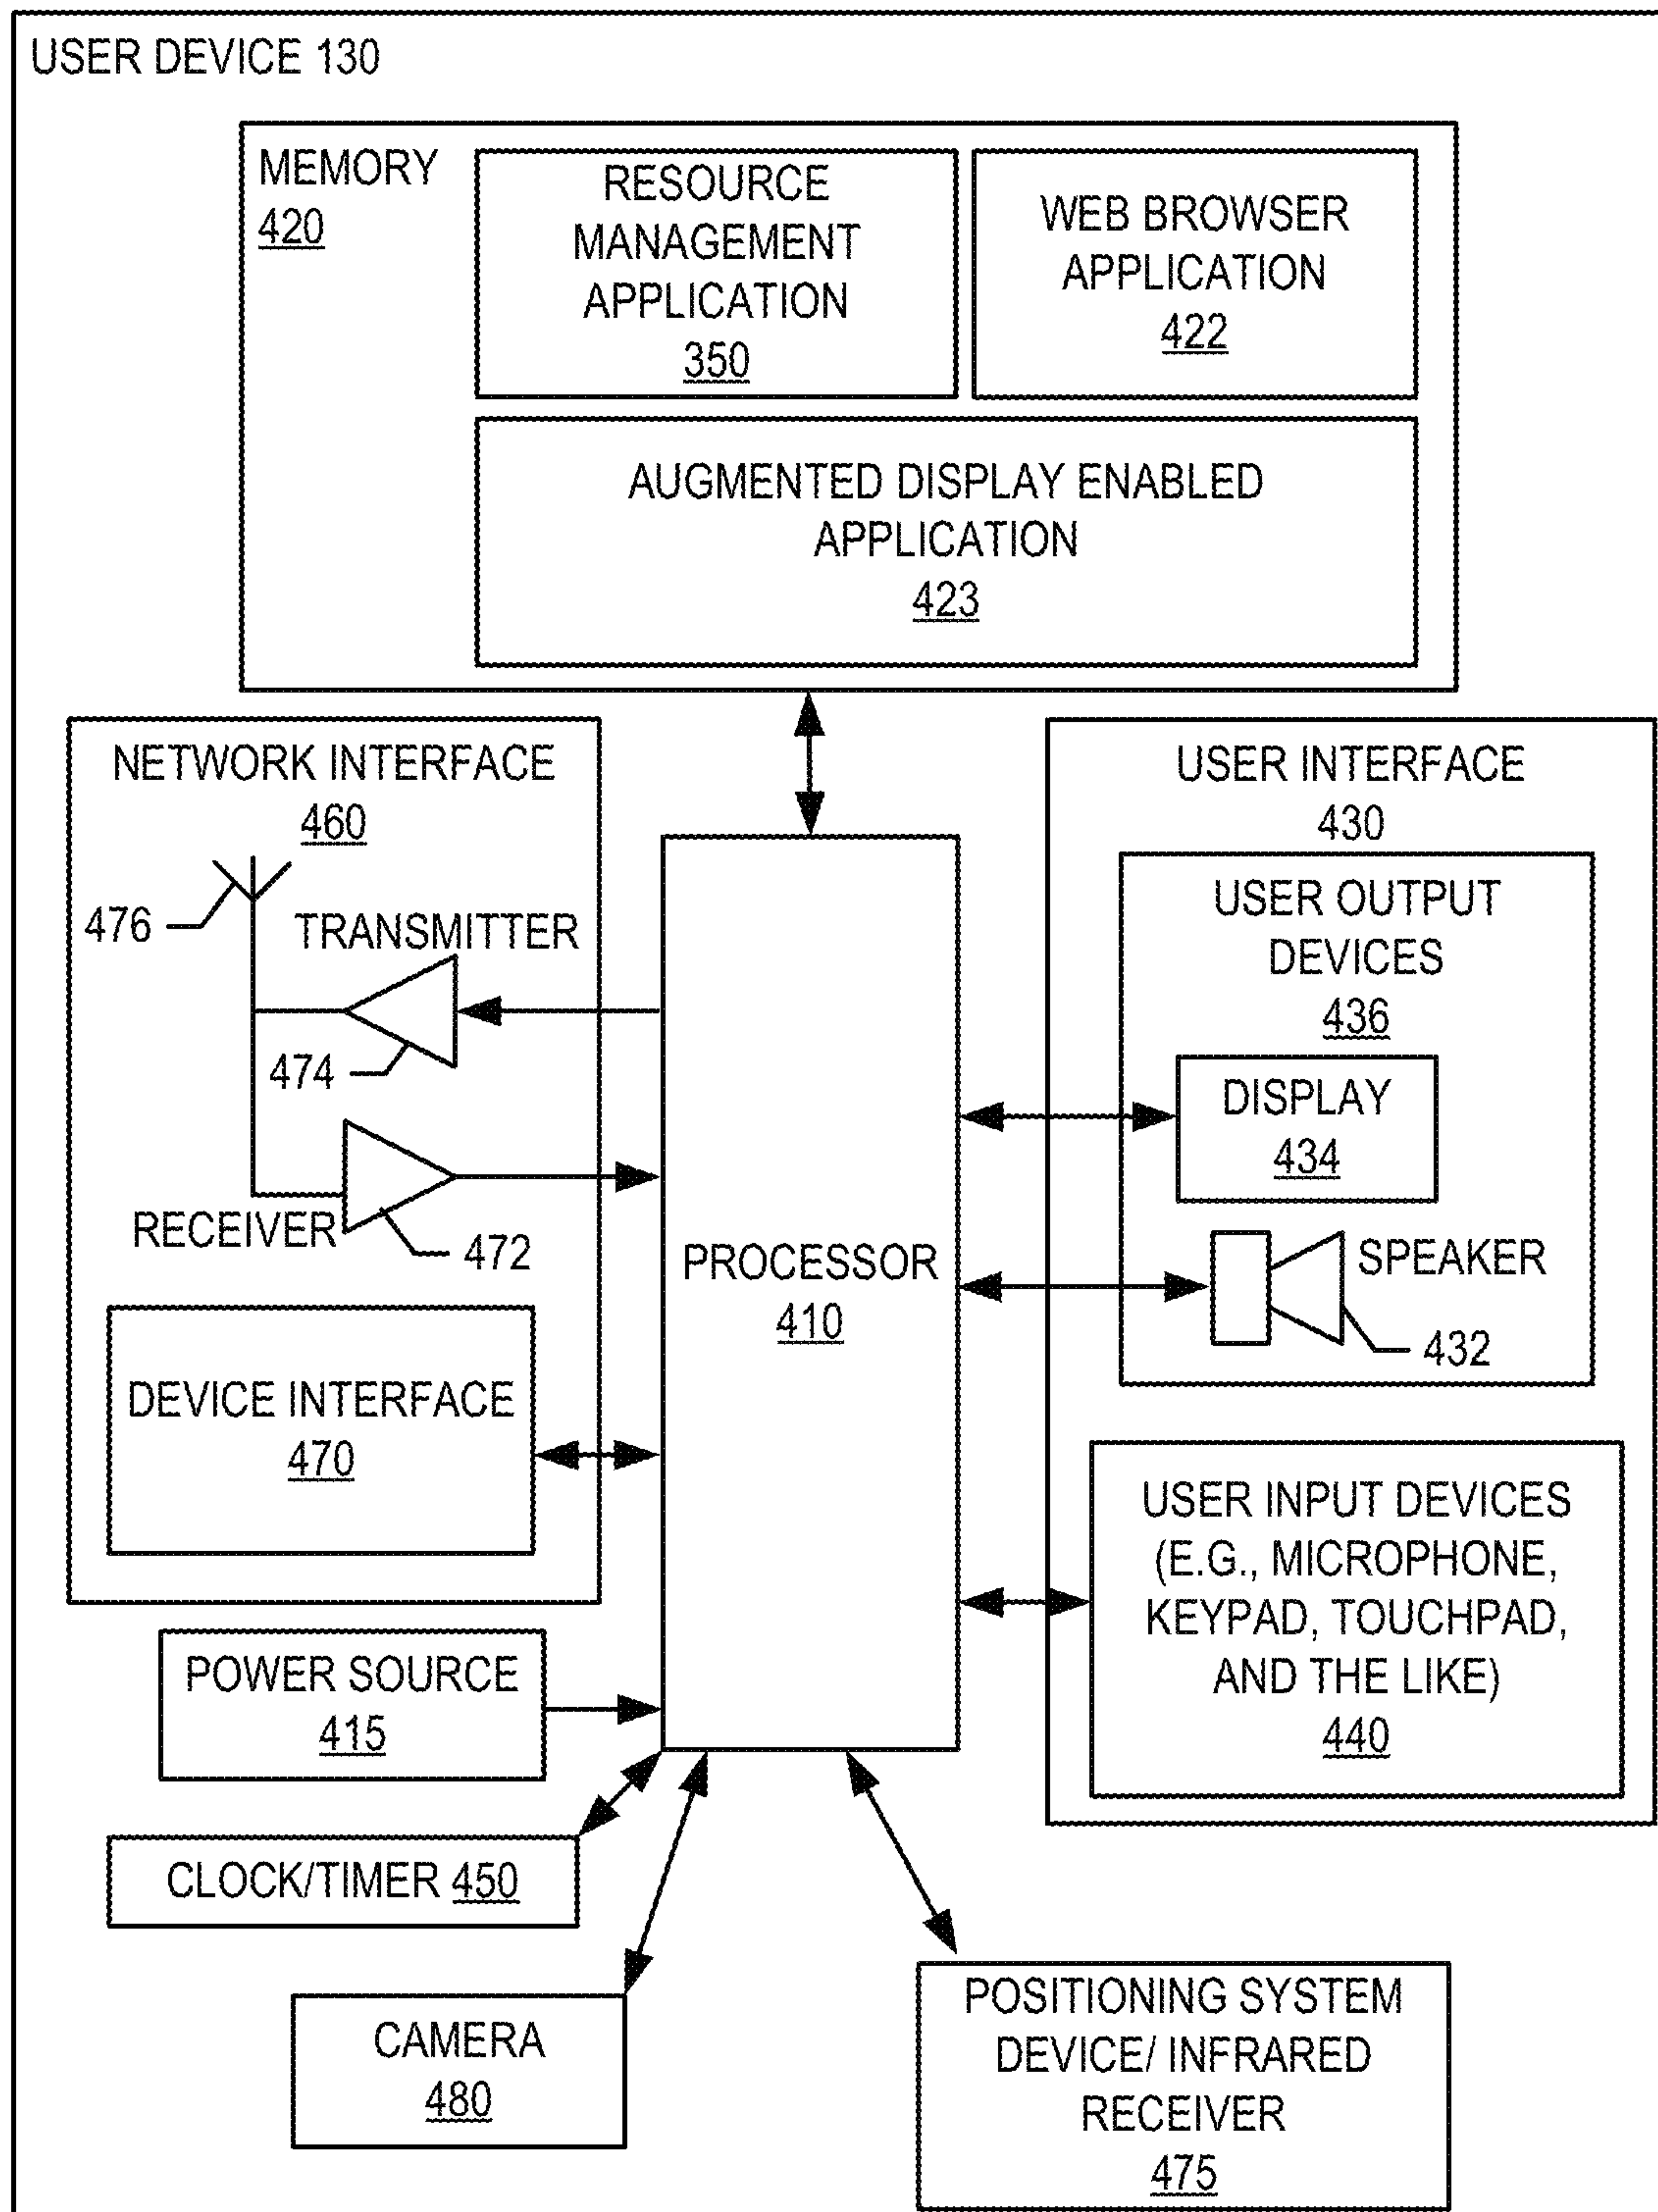 USER DEVICE 130
MEMORY
420
RESOURCE
MANAGEMENT
APPLICATION
350
WEB BROWSER
APPLICATION
422
AUGMENTED DISPLAY ENABLED
APPLICATION
423
NETWORK INTERFACE
460
476
TRANSMITTER
474
RECEIVER
472
DEVICE INTERFACE
470
PROCESSOR
410
USER INTERFACE
430
USER OUTPUT
DEVICES
436
DISPLAY
434
SPEAKER
432
USER INPUT DEVICES
(E.G., MICROPHONE,
KEYPAD, TOUCHPAD,
AND THE LIKE)
440
POWER SOURCE
415
CLOCK/TIMER 450
CAMERA
480
POSITIONING SYSTEM
DEVICE/ INFRARED
RECEIVER
475